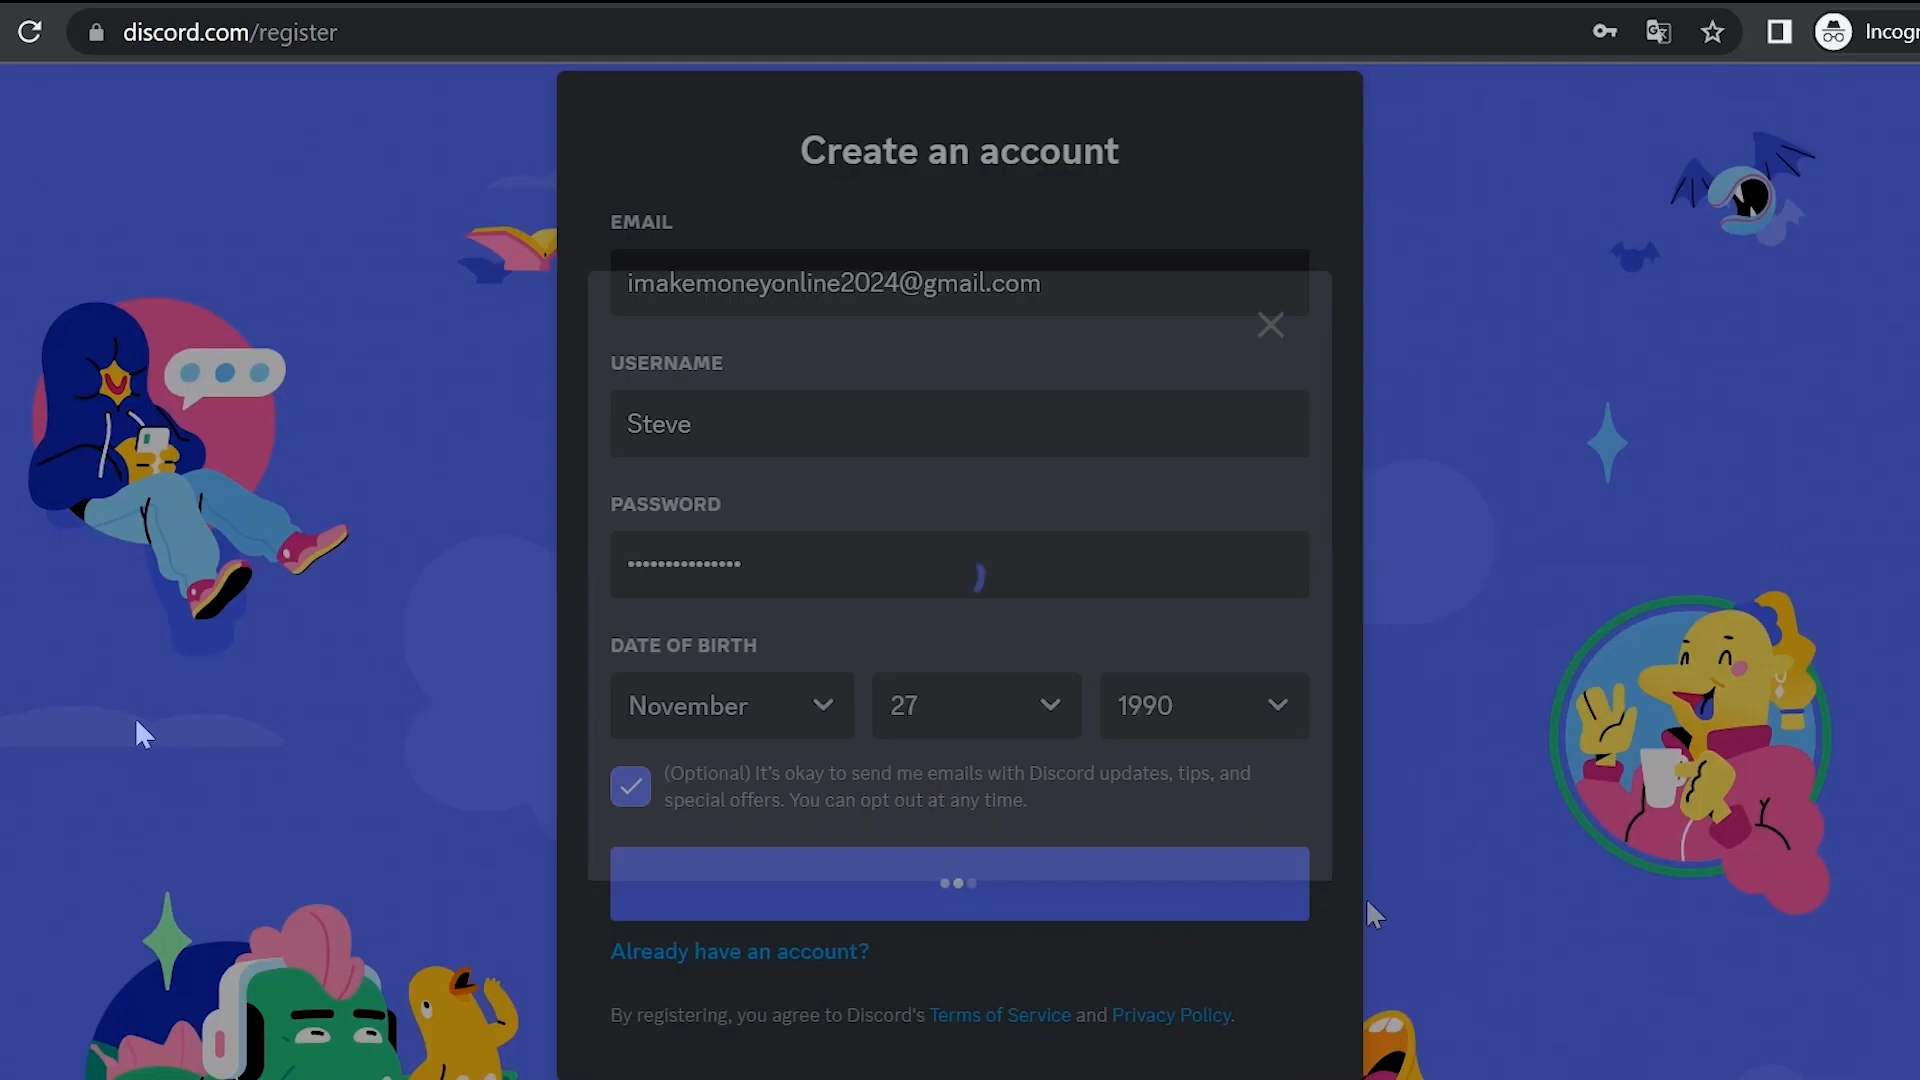 discord.com/register
Incogn
Create an account
EMAIL
imakemoneyonline2024@gmail.com
USERNAME
Steve
PASSWORD
•••••••••••••••
DATE OF BIRTH
November 27 1990
(Optional) It's okay to send me emails with Discord updates, tips, and
special offers. You can opt out at any time.
Already have an account?
By registering, you agree to Discord's Terms of Service and Privacy Policy.